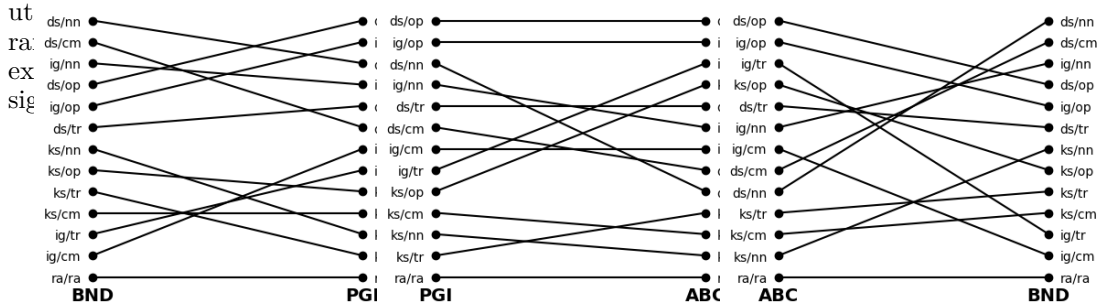 ut
ex
ds/nn
ds/cm
ig/nn
ds/op
ig/op
ds/tr
ks/nn
ks/op
ks/tr
ks/cm
ig/tr
ig/cm
ra/ra
BND
PGI
ds/op
ig/op
ds/nn
ig/nn
ds/tr
ds/cm
ig/cm
ig/tr
ks/op
ks/cm
ks/nn
ks/tr
ra/ra
PGI
ABC
ds/op
ig/op
ig/tr
ks/op
ds/tr
ig/nn
ig/cm
ds/cm
ds/nn
ks/tr
ks/cm
ks/nn
ra/ra
ABC
ds/nn
ds/cm
ig/nn
ds/op
ig/op
ds/tr
ks/nn
ks/op
ks/tr
ks/cm
ig/tr
ig/cm
ra/ra
BND